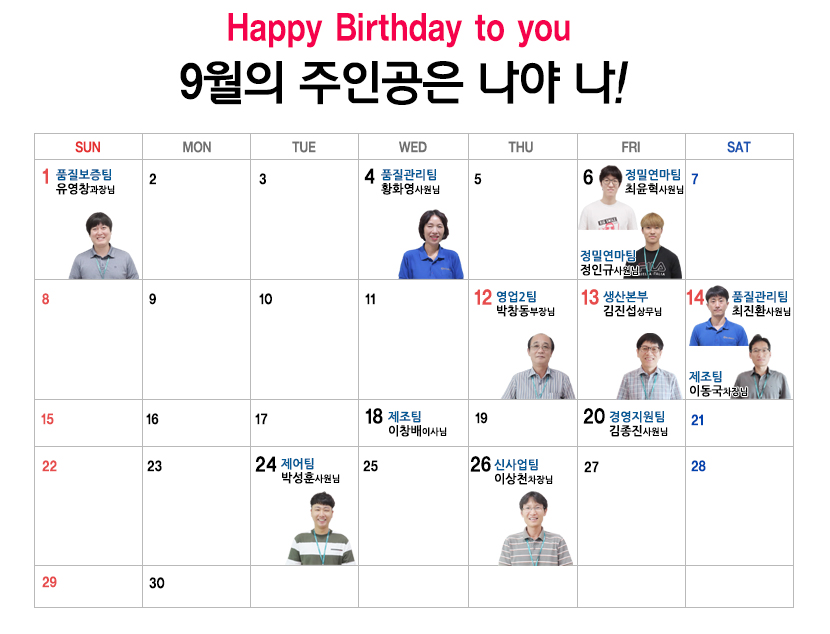 Happy Birthday to you
9월의 주인공은 나야 나!
SUN MON TUE WED THU FRI SAT
1 품질보증팀
유영창과장님
2
3
4 품질관리팀
황화영사원님
5
6 정밀연마팀
최윤혁사원님
정밀연마팀
정인규사원님
7
8
9
10
11
12 영업2팀
박창동부장님
13 생산본부
김진섭상무님
14 품질관리팀
최진환사원님
제조팀
이동국차장님
15
16
17
18 제조팀
이창배이사님
19
20 경영지원팀
김종진사원님
21
22
23
24 제어팀
박성훈사원님
25
26 신사업팀
이상천차장님
27
28
29
30